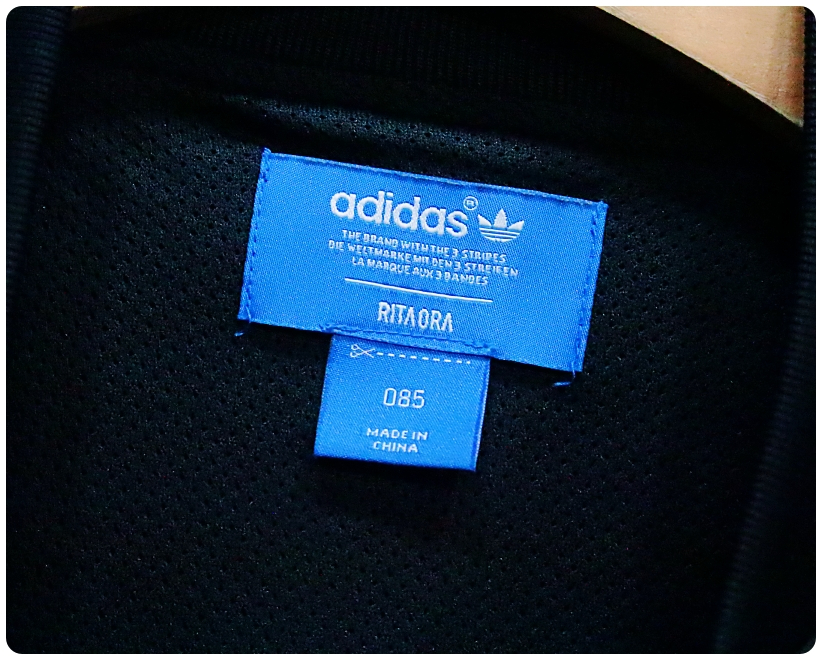 adidas®
THE BRAND WITH THE 3 STRIPES
DIE WELTMARKE MIT DEN 3 STREIFEN
LA MARQUE AUX 3 BANDES
RITA ORA
085
MADE IN
CHINA